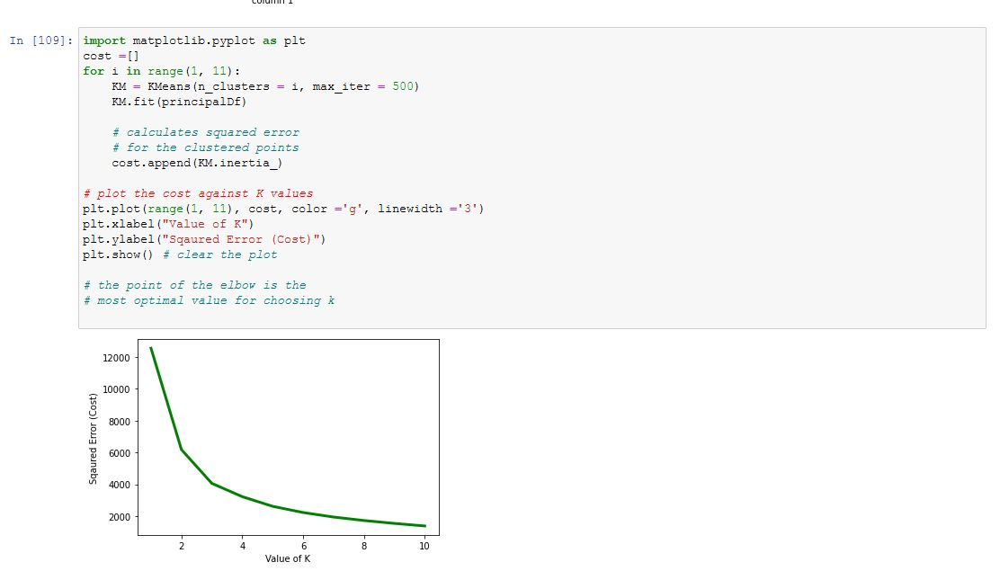 column 1
In [109]: import matplotlib.pyplot as plt
cost =[]
for i in range(1, 11):
    KM = KMeans(n_clusters = i, max_iter = 500)
    KM.fit(principalDf)
    # calculates squared error
    # for the clustered points
    cost.append(KM.inertia_)
# plot the cost against K values
plt.plot(range(1, 11), cost, color ='g', linewidth ='3')
plt.xlabel("Value of K")
plt.ylabel("Sqaured Error (Cost)")
plt.show() # clear the plot
# the point of the elbow is the
# most optimal value for choosing k
12000
10000
8000
6000
4000
2000
Sqaured Error (Cost)
2 4 6 8 10
Value of K